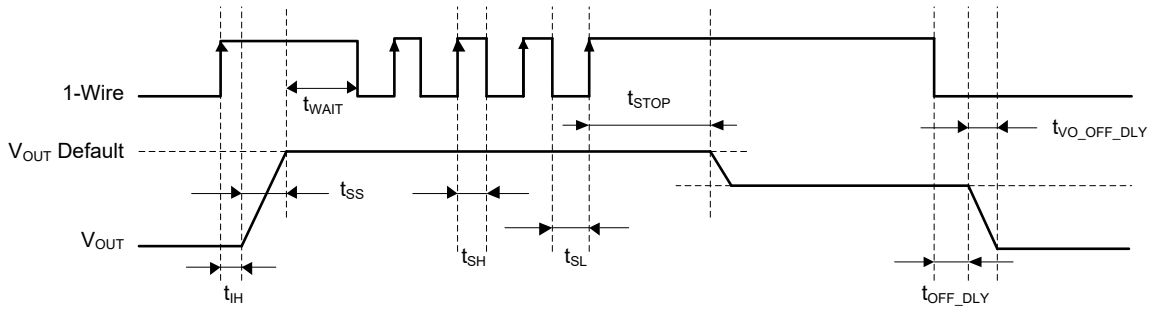 1-Wire
tWAIT
tSTOP
tVO_OFF_DLY
VOUT Default
tSS
VOUT
tSH
tSL
tIH
tOFF_DLY